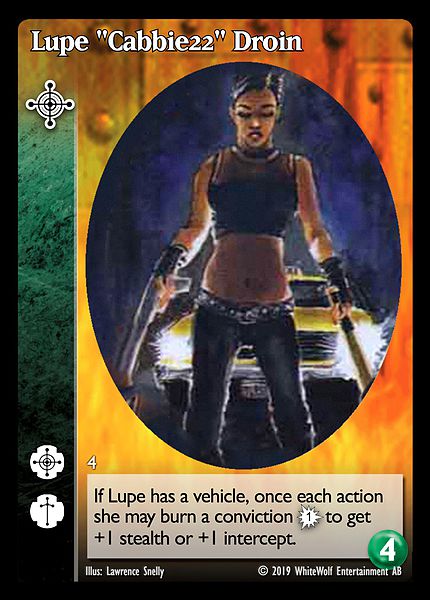 Lupe "Cabbie22" Droin
4
If Lupe has a vehicle, once each action
she may burn a conviction 1 to get
+1 stealth or +1 intercept.
4
Illus: Lawrence Snelly © 2019 WhiteWolf Entertainment AB